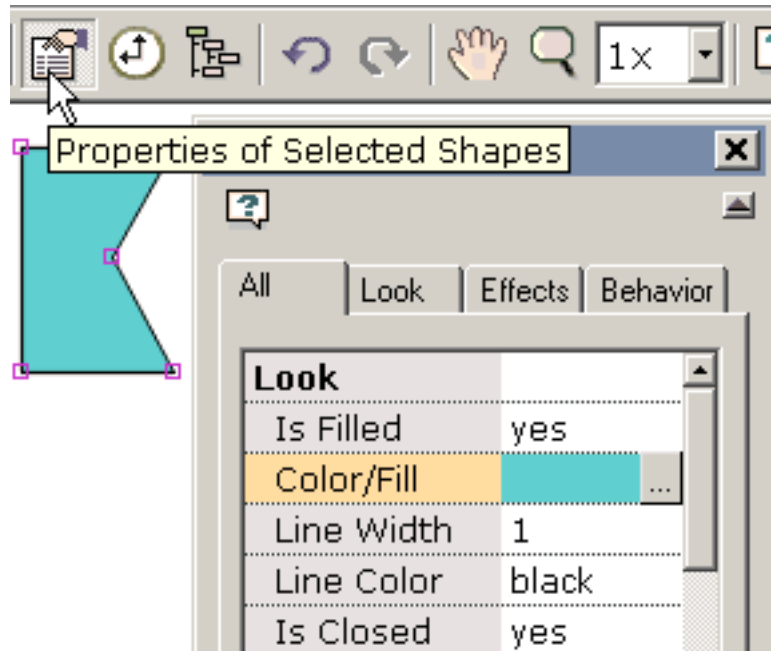 1x
Properties of Selected Shapes
All Look Effects Behavior
Look
Is Filled yes
Color/Fill ...
Line Width 1
Line Color black
Is Closed yes